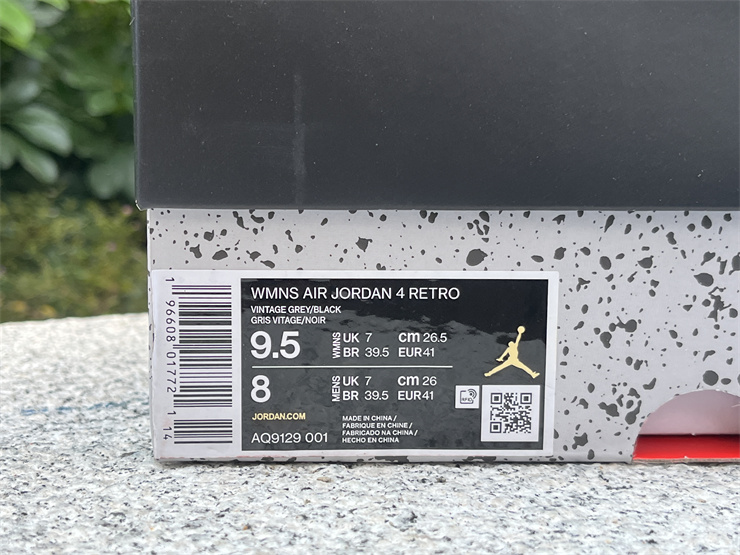 WMNS AIR JORDAN 4 RETRO
VINTAGE GREY/BLACK
GRIS VITAGE/NOIR
9.5 WMNS UK 7 cm 26.5
BR 39.5 EUR 41
8 MENS UK 7 cm 26
BR 39.5 EUR 41
JORDAN.COM
AQ9129 001
MADE IN CHINA /
FABRIQUE EN CHINE /
FABRICADO NA CHINA /
HECHO EN CHINA
RFID
1 96608 01772 1 14